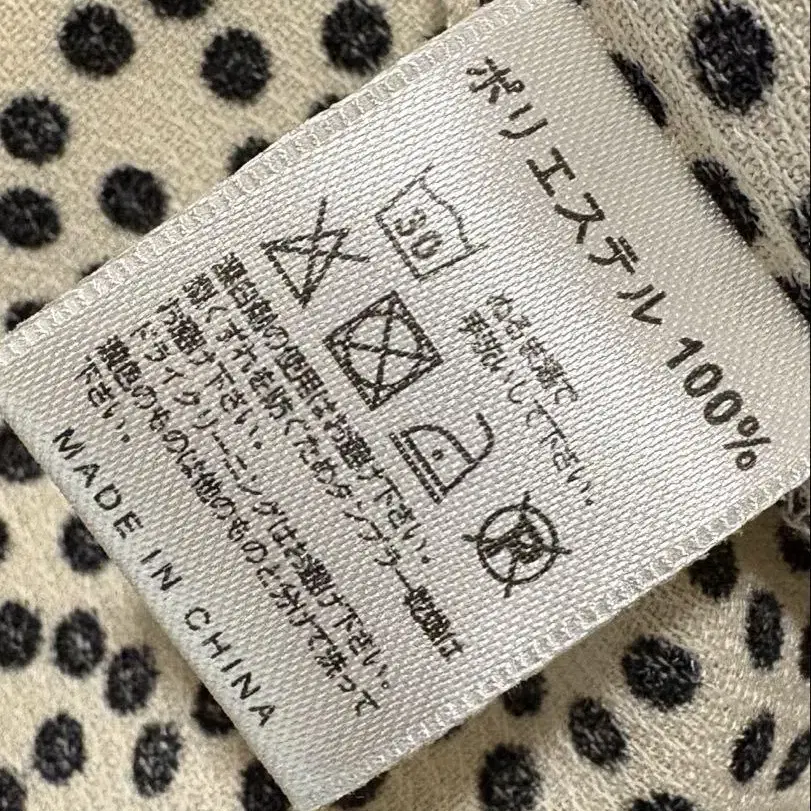 ポリエステル 100%
30
ぬるま湯で
手洗いして下さい。
P
漂白剤の使用はお避け下さい。
型くずれを防ぐためタンブラー乾燥は
お避け下さい。
ドライクリーニングはお避け下さい。
濃色のものは他のものと分けて洗って
下さい。
MADE IN CHINA